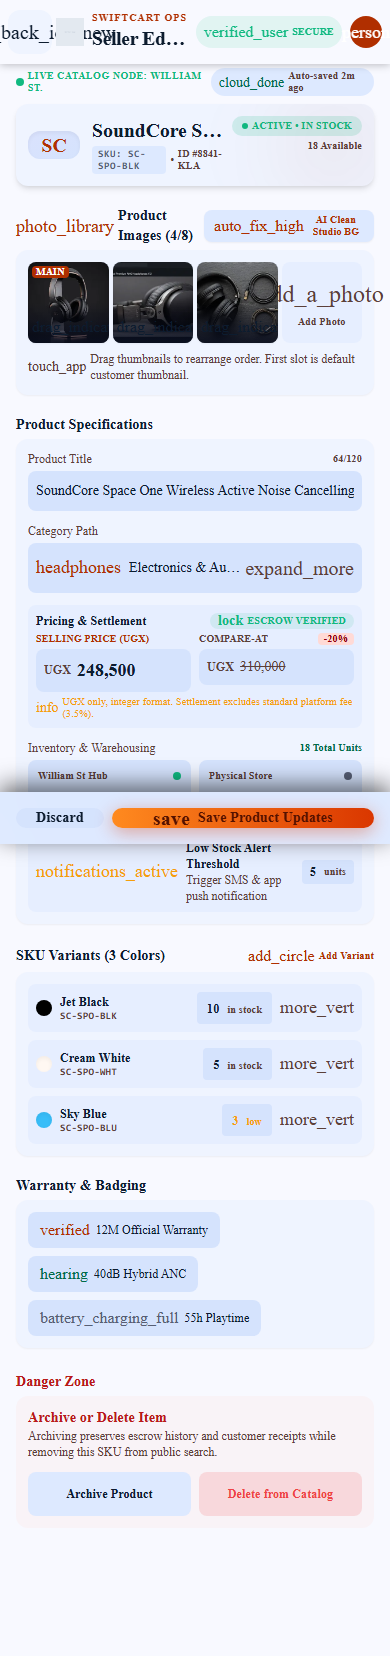 SWIFTCART OPS
Seller Ed…
verified_user SECURE
LIVE CATALOG NODE: WILLIAM ST.
cloud_done Auto-saved 2m ago
SC
SoundCore S…
SKU: SC-SPO-BLK
• ID #8841-KLA
ACTIVE • IN STOCK
18 Available
photo_library Product Images (4/8)
auto_fix_high AI Clean Studio BG
MAIN
Add Photo
touch_app Drag thumbnails to rearrange order. First slot is default customer thumbnail.
Product Specifications
Product Title
64/120
SoundCore Space One Wireless Active Noise Cancelling
Category Path
headphones Electronics & Au… expand_more
Pricing & Settlement
lock ESCROW VERIFIED
SELLING PRICE (UGX)
COMPARE-AT
-20%
UGX 248,500
UGX 310,000
info UGX only, integer format. Settlement excludes standard platform fee (3.5%).
Inventory & Warehousing
18 Total Units
William St Hub
Physical Store
Discard
save Save Product Updates
notifications_active
Low Stock Alert Threshold
Trigger SMS & app push notification
5 units
SKU Variants (3 Colors)
add_circle Add Variant
Jet Black
SC-SPO-BLK
10 in stock
more_vert
Cream White
SC-SPO-WHT
5 in stock
more_vert
Sky Blue
SC-SPO-BLU
3 low
more_vert
Warranty & Badging
verified 12M Official Warranty
hearing 40dB Hybrid ANC
battery_charging_full 55h Playtime
Danger Zone
Archive or Delete Item
Archiving preserves escrow history and customer receipts while removing this SKU from public search.
Archive Product
Delete from Catalog